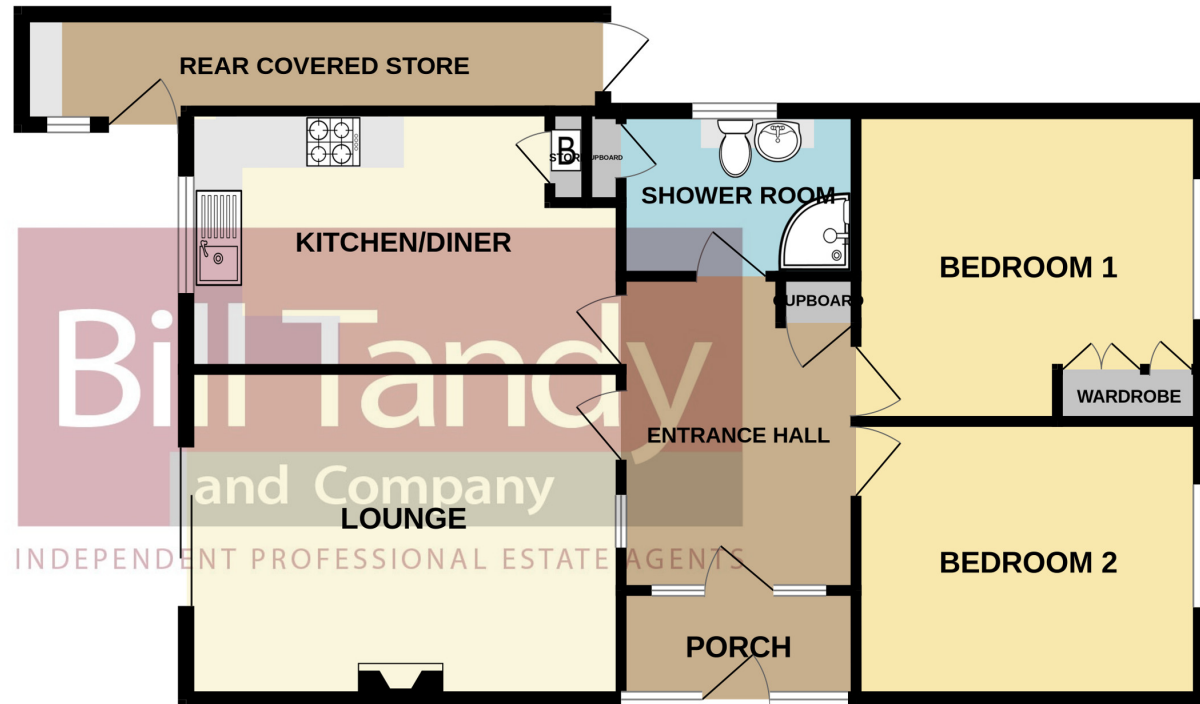 REAR COVERED STORE
B
STORE
CUPBOARD
SHOWER ROOM
KITCHEN/DINER
BEDROOM 1
CUPBOARD
WARDROBE
Bill Tandy
ENTRANCE HALL
and Company
LOUNGE
INDEPENDENT PROFESSIONAL ESTATE AGENTS
BEDROOM 2
PORCH